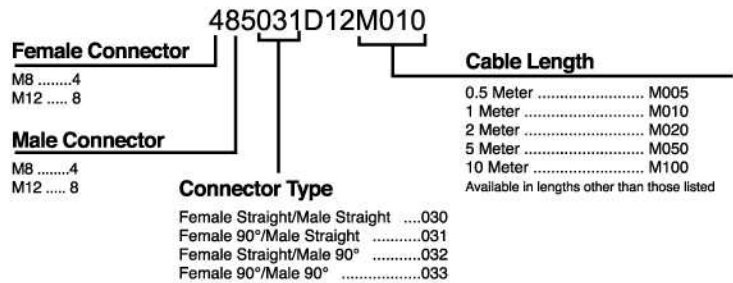 485031D12M010
Female Connector
M8 ........4
M12 ..... 8
Male Connector
M8 ........4
M12 ..... 8
Connector Type
Female Straight/Male Straight ....030
Female 90°/Male Straight ...........031
Female Straight/Male 90° ...........032
Female 90°/Male 90° ..................033
Cable Length
0.5 Meter ........................ M005
1 Meter ........................... M010
2 Meter ........................... M020
5 Meter ........................... M050
10 Meter ......................... M100
Available in lengths other than those listed